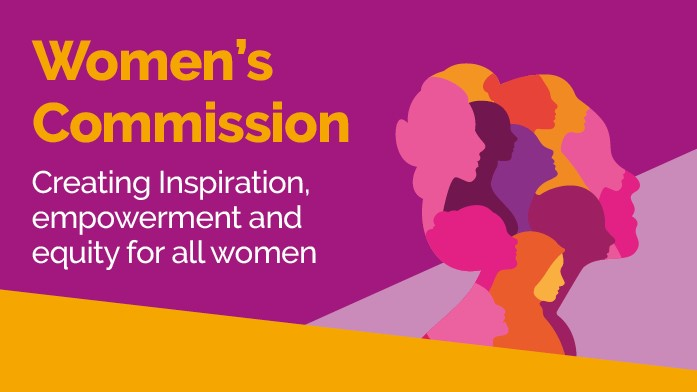 Women’s
Commission
Creating Inspiration,
empowerment and
equity for all women